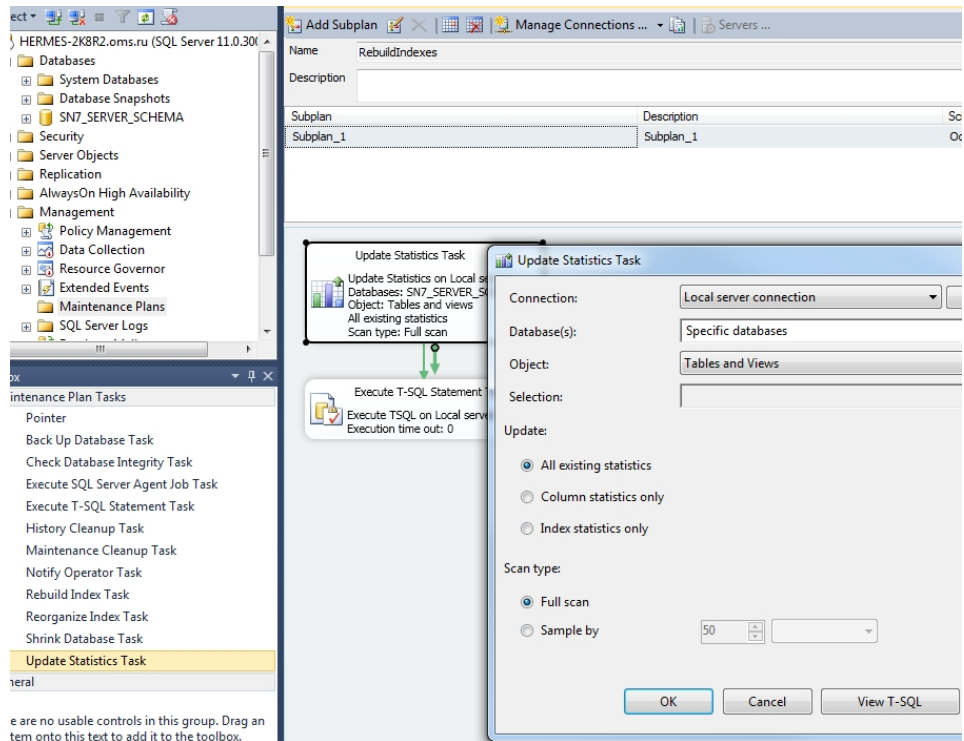 ect
HERMES-2K8R2.oms.ru (SQL Server 11.0.300
Databases
System Databases
Database Snapshots
SN7_SERVER_SCHEMA
Security
Server Objects
Replication
AlwaysOn High Availability
Management
Policy Management
Data Collection
Resource Governor
Extended Events
Maintenance Plans
SQL Server Logs
ox
intenance Plan Tasks
Pointer
Back Up Database Task
Check Database Integrity Task
Execute SQL Server Agent Job Task
Execute T-SQL Statement Task
History Cleanup Task
Maintenance Cleanup Task
Notify Operator Task
Rebuild Index Task
Reorganize Index Task
Shrink Database Task
Update Statistics Task
neral
e are no usable controls in this group. Drag an
tem onto this text to add it to the toolbox.
Add Subplan Manage Connections ... Servers ...
Name RebuildIndexes
Description
Subplan Description Sc
Subplan_1 Subplan_1 Oc
Update Statistics Task
Update Statistics on Local se
Databases: SN7_SERVER_SC
Object: Tables and views
All existing statistics
Scan type: Full scan
Execute T-SQL Statement
Execute TSQL on Local serve
Execution time out: 0
Update Statistics Task
Connection: Local server connection
Database(s): Specific databases
Object: Tables and Views
Selection:
Update:
All existing statistics
Column statistics only
Index statistics only
Scan type:
Full scan
Sample by 50
OK Cancel View T-SQL